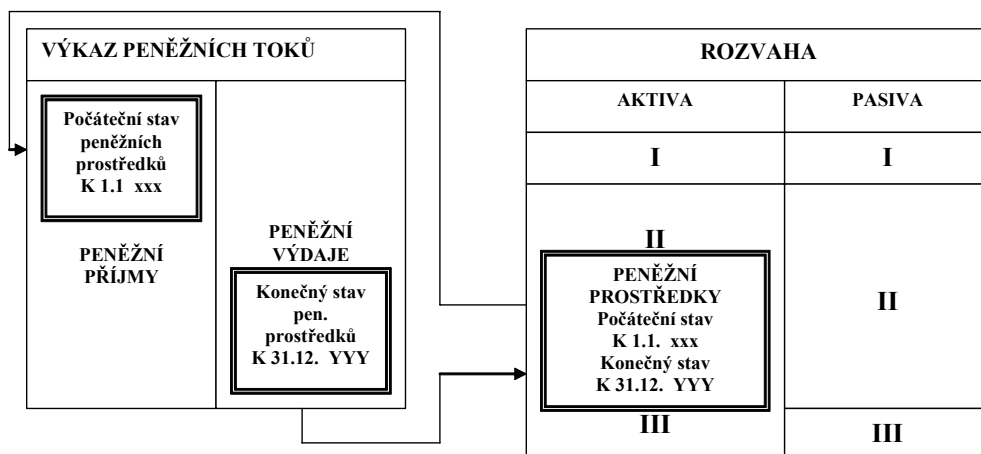 VÝKAZ PENĚŽNÍCH TOKŮ
Počáteční stav
peněžních
prostředků
K 1.1 xxx
PENĚŽNÍ
PŘÍJMY
PENĚŽNÍ
VÝDAJE
Konečný stav
pen.
prostředků
K 31.12. YYY
ROZVAHA
AKTIVA
PASIVA
I
I
II
PENĚŽNÍ
PROSTŘEDKY
Počáteční stav
K 1.1. xxx
Konečný stav
K 31.12. YYY
III
II
III